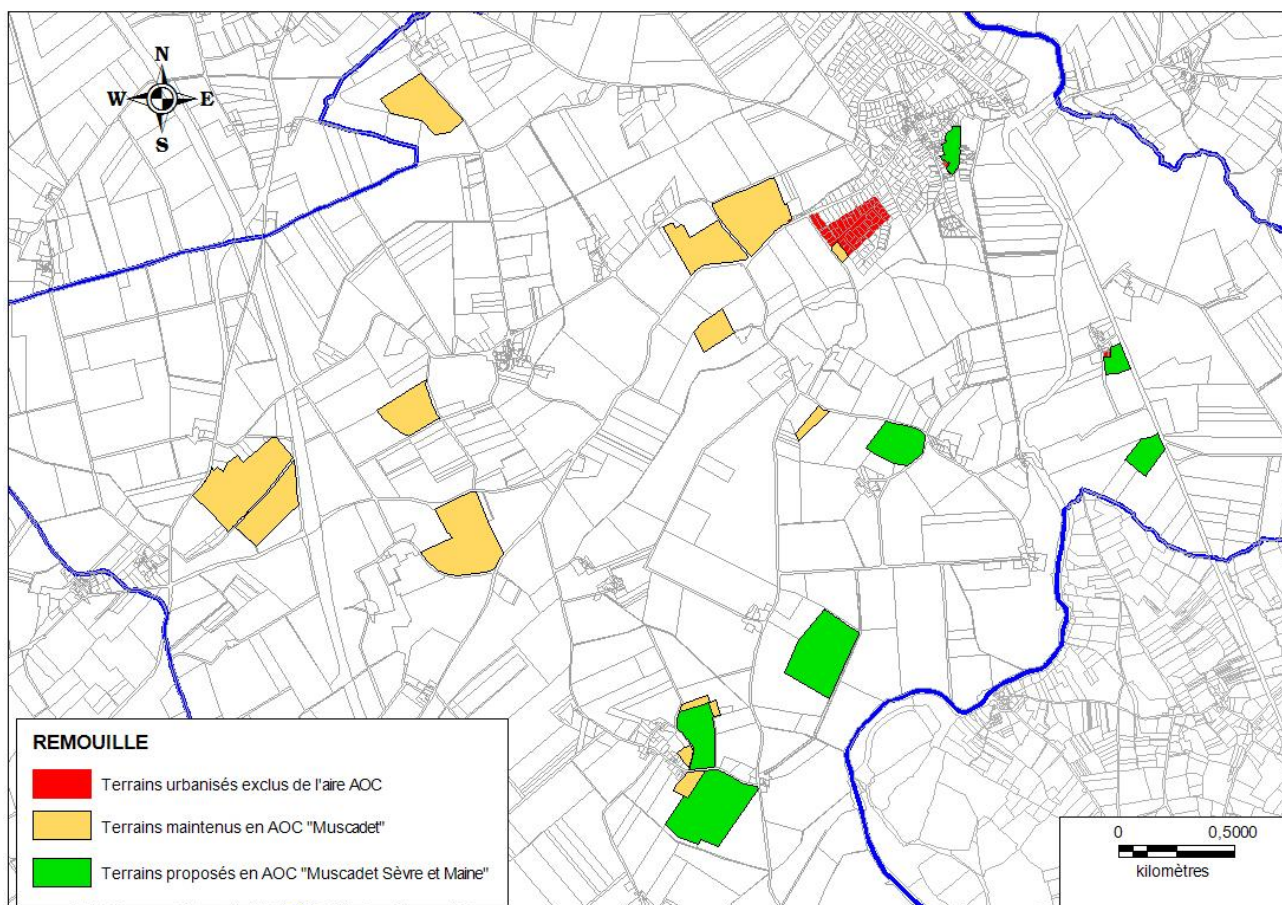 N
W E
S
REMOUILLE
Terrains urbanisés exclus de l'aire AOC
Terrains maintenus en AOC "Muscadet"
Terrains proposés en AOC "Muscadet Sèvre et Maine"
0 0,5000
kilomètres